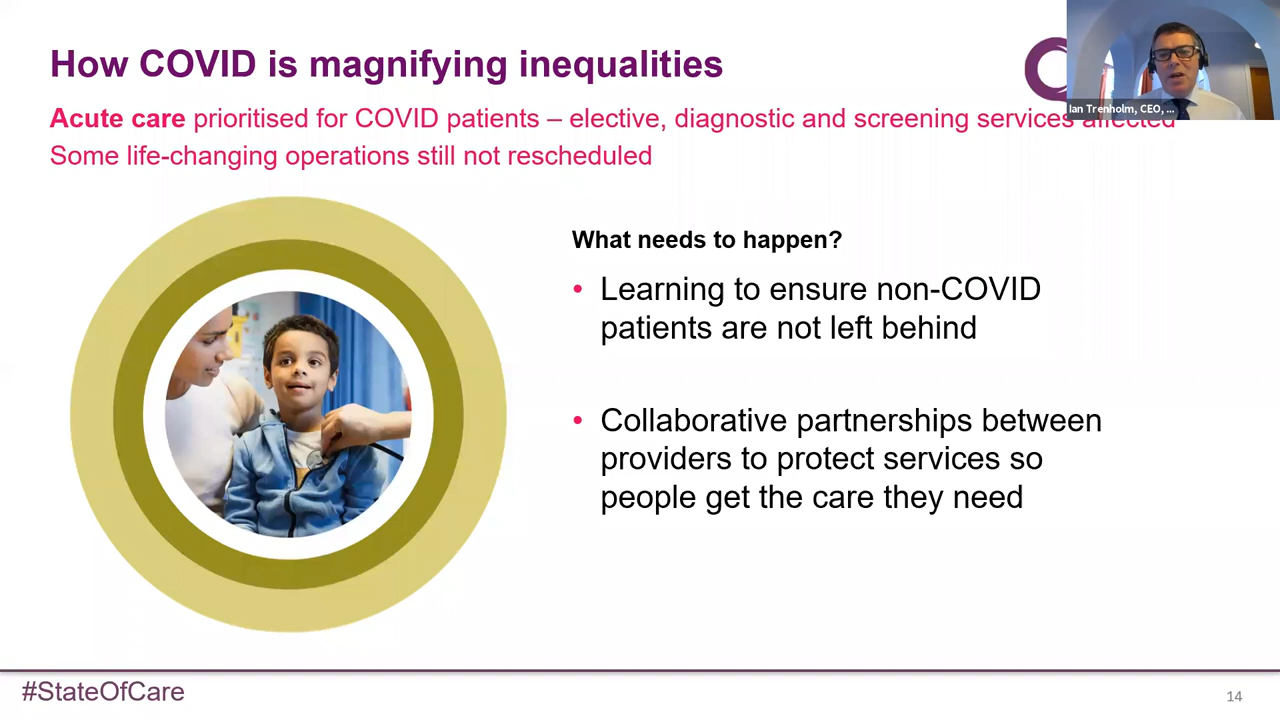 How COVID is magnifying inequalities
Acute care prioritised for COVID patients – elective, diagnostic and screening services affected
Some life-changing operations still not rescheduled
Ian Trenholm, CEO, ...
What needs to happen?
• Learning to ensure non-COVID
patients are not left behind
• Collaborative partnerships between
providers to protect services so
people get the care they need
#StateOfCare
14